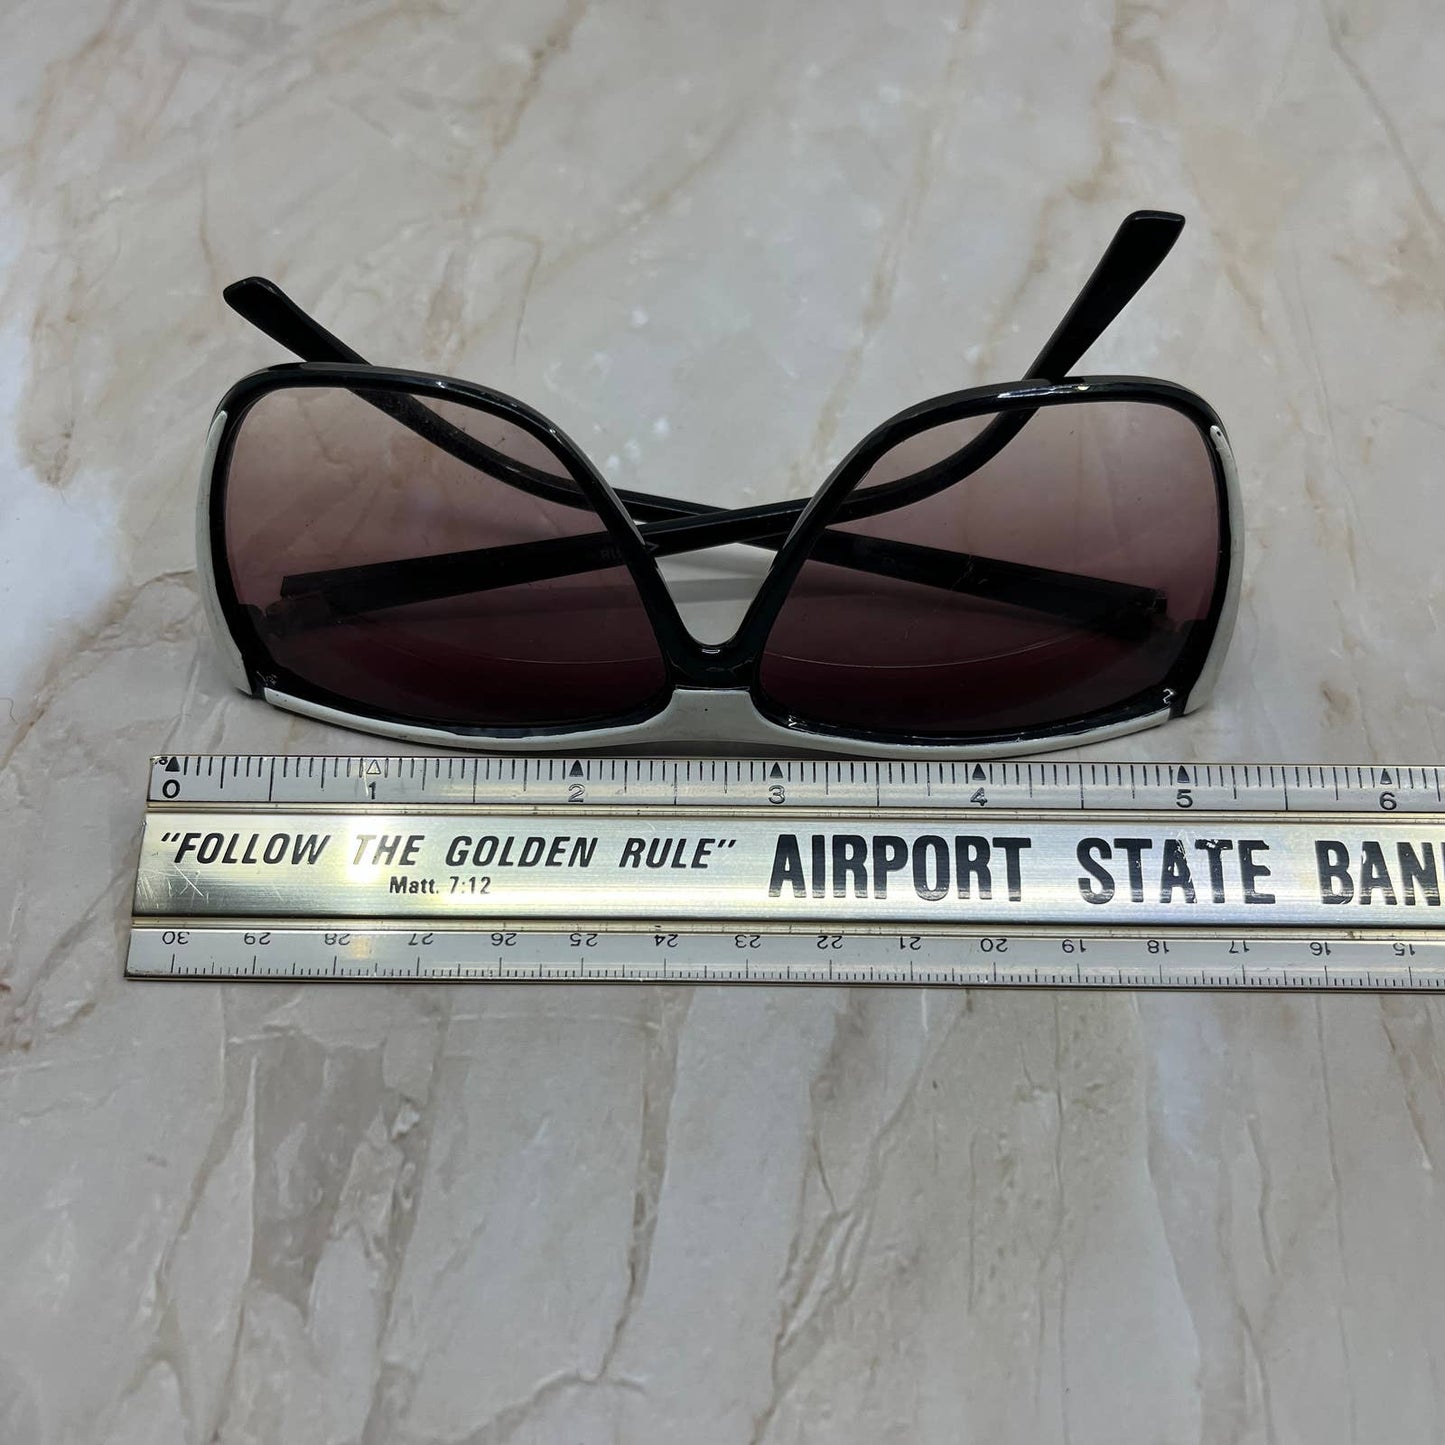 0 1 2 3 4 5 6
"FOLLOW THE GOLDEN RULE" AIRPORT STATE BAN
Matt. 7:12
30 29 28 27 26 25 24 23 22 21 20 19 18 17 16 15